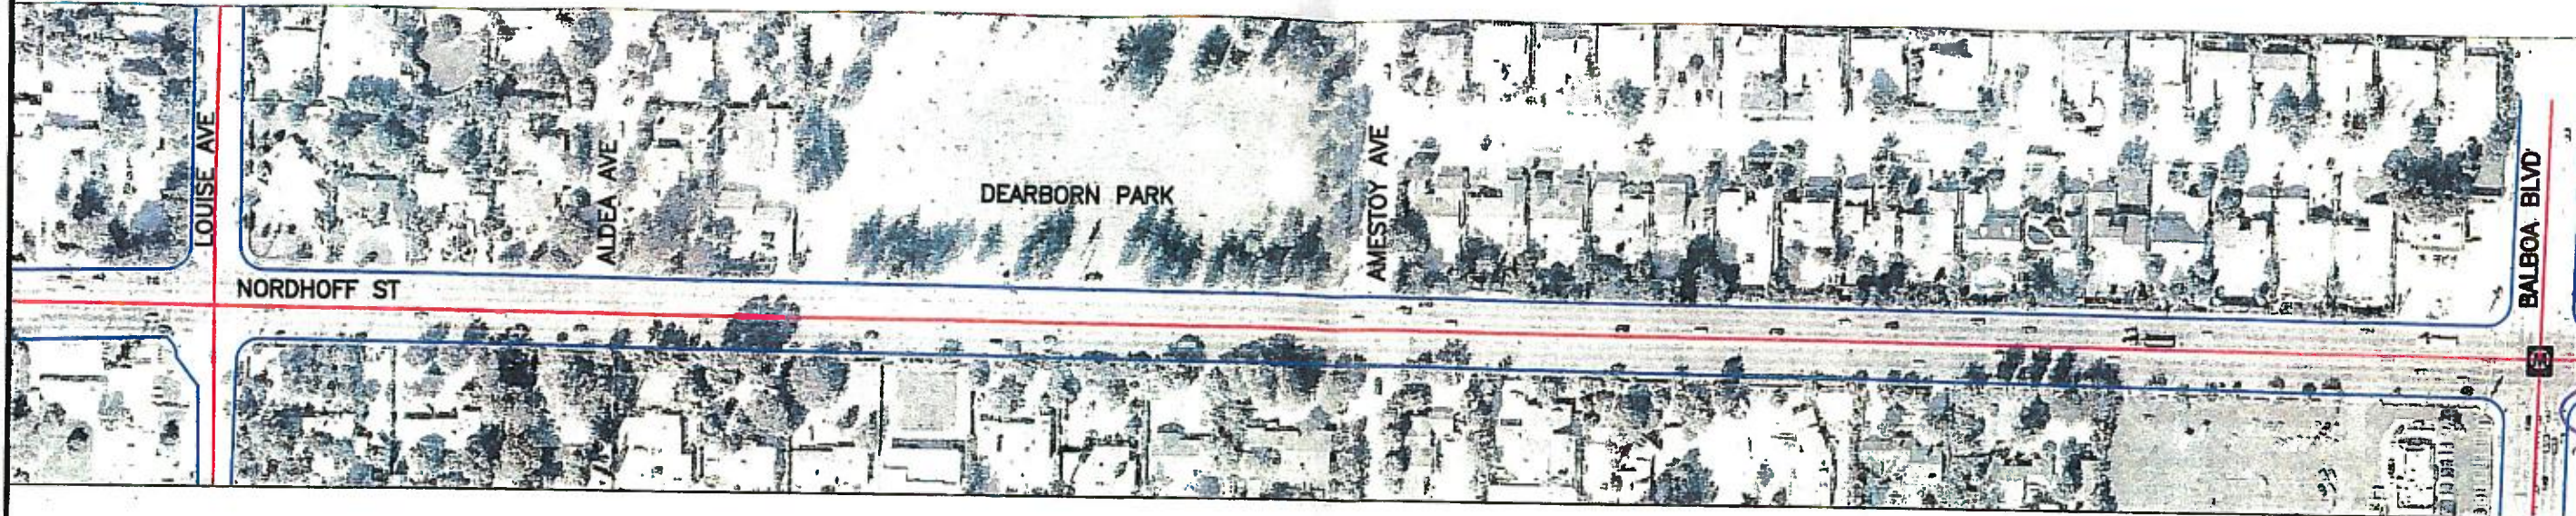 LOUISE AVE
NORDHOFF ST
ALDEA AVE
DEARBORN PARK
AMESTOY AVE
BALBOA BLVD